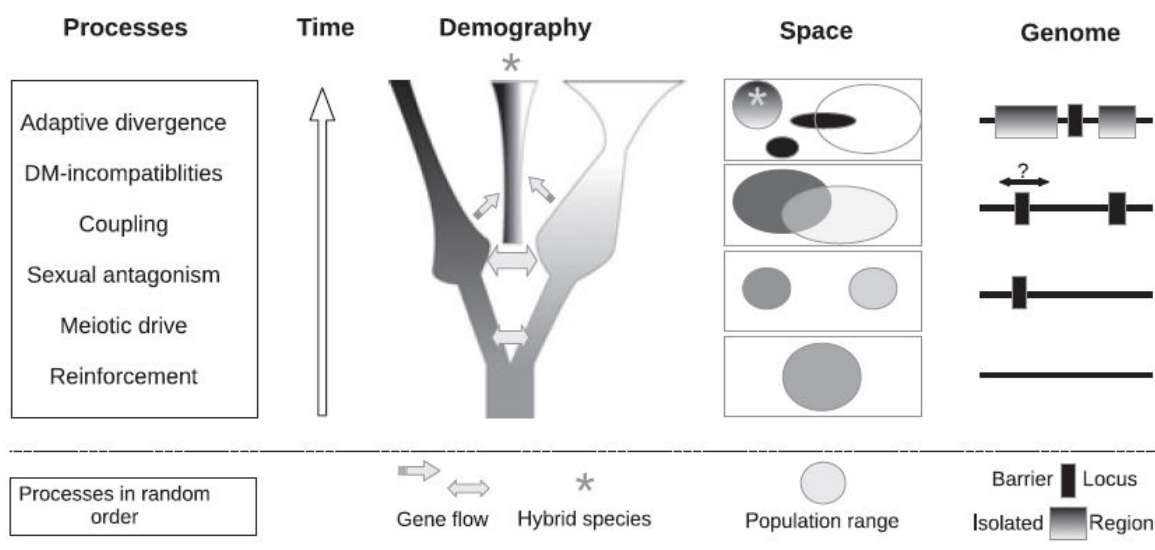 Processes
Time
Demography
Space
Genome
*
*
Adaptive divergence
DM-incompatiblities
Coupling
Sexual antagonism
Meiotic drive
Reinforcement
?
Processes in random
order
Gene flow
*
Hybrid species
Population range
Barrier Locus
Isolated Region